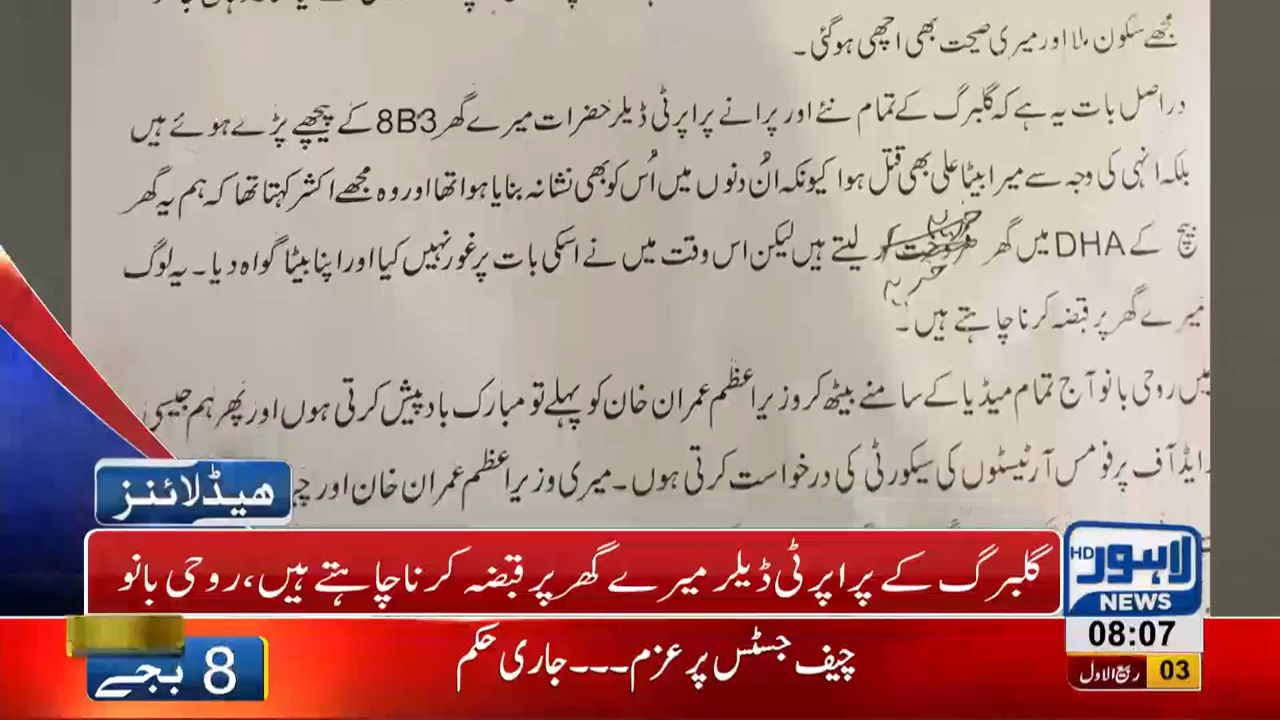 مجھے سکون ملا اور میری صحت بھی اچھی ہوگئی۔
دراصل بات یہ ہے کہ گلبرگ کے تمام نئے اور پرانے پراپرٹی ڈیلر حضرات میرے گھر 8B3 کے پیچھے پڑے ہوئے ہیں
بلکہ انہی کی وجہ سے میرا بیٹا علی بھی قتل ہوا کیونکہ اُن دنوں میں اُس کو بھی نشانہ بنایا ہوا تھا اور وہ مجھے اکثر کہتا تھا کہ ہم یہ گھر
بیچ کے DHA میں گھر لیتے ہیں لیکن اس وقت میں نے اسکی بات پر غور نہیں کیا اور اپنا بیٹا گواہ دیا۔ یہ لوگ
میرے گھر پر قبضہ کرنا چاہتے ہیں۔
میں روحی بانو آج تمام میڈیا کے سامنے بیٹھ کر وزیراعظم عمران خان کو پہلے تو مبارک باد پیش کرتی ہوں اور پھر ہم جیسی
پرائڈ آف پرفومس آرٹیسٹوں کی سیکورٹی کی درخواست کرتی ہوں۔ میری وزیراعظم عمران خان اور
ھیڈلائنز
گلبرگ کے پراپرٹی ڈیلر میرے گھر پر قبضہ کرنا چاہتے ہیں، روحی بانو
لاہور HD
NEWS
08:07
03 ربیع الاول
8 بجے
چیف جسٹس پر عزم۔۔۔جاری حکم